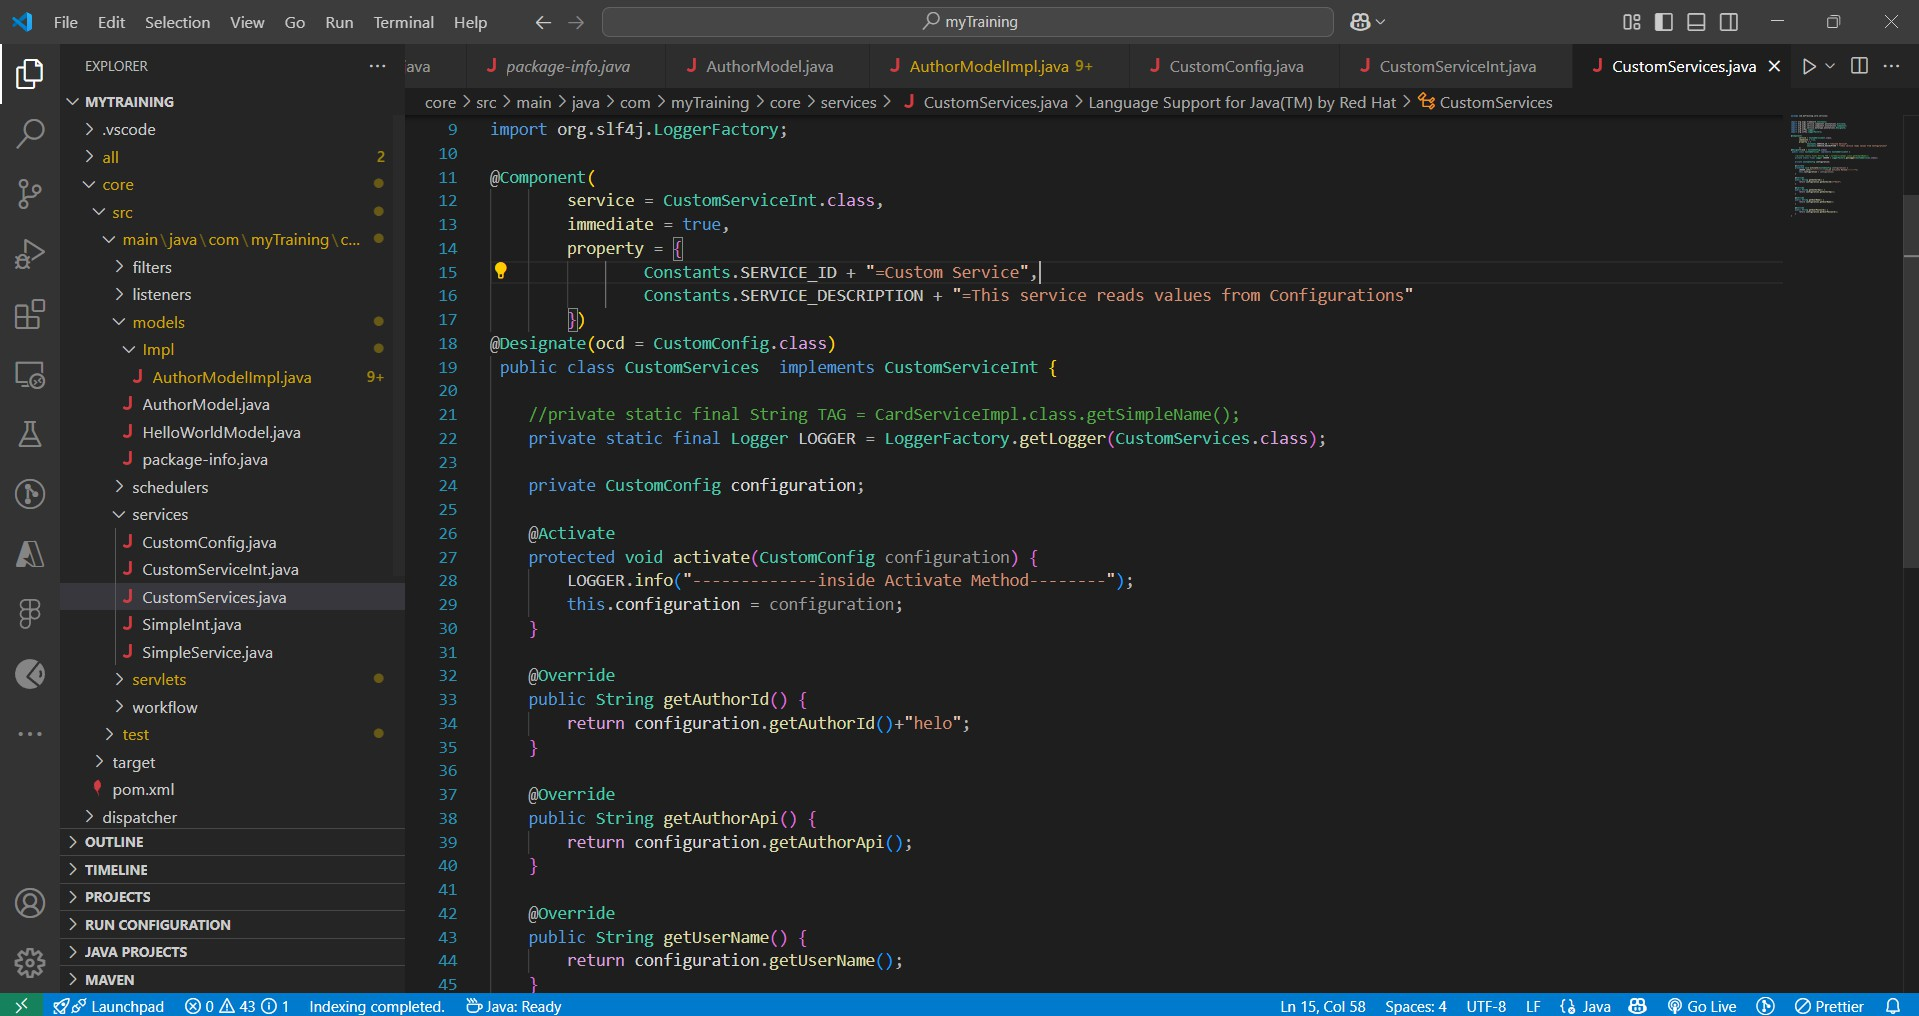 File Edit Selection View Go Run Terminal Help myTraining
EXPLORER
MYTRAINING
.vscode
all 2
core
src
main\java\com\myTraining\c...
filters
listeners
models
Impl
AuthorModelImpl.java 9+
AuthorModel.java
HelloWorldModel.java
package-info.java
schedulers
services
CustomConfig.java
CustomServiceInt.java
CustomServices.java
SimpleInt.java
SimpleService.java
servlets
workflow
test
target
pom.xml
dispatcher
OUTLINE
TIMELINE
PROJECTS
RUN CONFIGURATION
JAVA PROJECTS
MAVEN
ava package-info.java AuthorModel.java AuthorModelImpl.java 9+ CustomConfig.java CustomServiceInt.java CustomServices.java
core > src > main > java > com > myTraining > core > services > CustomServices.java > Language Support for Java(TM) by Red Hat > CustomServices
9 import org.slf4j.LoggerFactory;
10
11 @Component(
12 service = CustomServiceInt.class,
13 immediate = true,
14 property = {
15 Constants.SERVICE_ID + "=Custom Service",
16 Constants.SERVICE_DESCRIPTION + "=This service reads values from Configurations"
17 })
18 @Designate(ocd = CustomConfig.class)
19 public class CustomServices  implements CustomServiceInt {
20
21 //private static final String TAG = CardServiceImpl.class.getSimpleName();
22 private static final Logger LOGGER = LoggerFactory.getLogger(CustomServices.class);
23
24 private CustomConfig configuration;
25
26 @Activate
27 protected void activate(CustomConfig configuration) {
28 LOGGER.info("-------------inside Activate Method--------");
29 this.configuration = configuration;
30 }
31
32 @Override
33 public String getAuthorId() {
34 return configuration.getAuthorId()+"helo";
35 }
36
37 @Override
38 public String getAuthorApi() {
39 return configuration.getAuthorApi();
40 }
41
42 @Override
43 public String getUserName() {
44 return configuration.getUserName();
45 }
Launchpad 0 43 1 Indexing completed. Java: Ready Ln 15, Col 58 Spaces: 4 UTF-8 LF {} Java Go Live Prettier